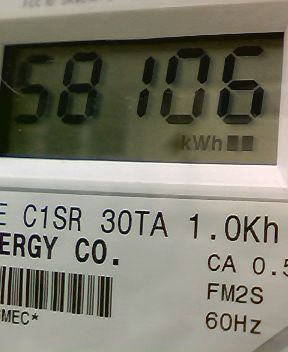 58106
kWh
E C1SR 30TA 1.0Kh
ERGY CO.
CA 0.5
FM2S
MEC*
60Hz